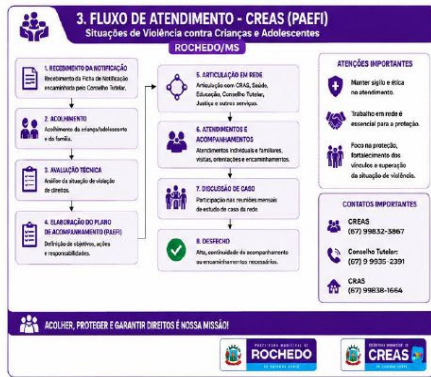 3. FLUXO DE ATENDIMENTO - CREAS (PAEFI)
Situações de Violência contra Crianças e Adolescentes
ROCHEDO/MS
1. RECEBIMENTO DA NOTIFICAÇÃO
Recebimento da Ficha de Notificação
encaminhada pelo Conselho Tutelar.
2. ACOLHIMENTO
Acolhimento da criança/adolescente
e da família.
3. AVALIAÇÃO TÉCNICA
Análise da situação de violação
de direitos.
4. ELABORAÇÃO DO PLANO
DE ACOMPANHAMENTO (PAEFI)
Definição de objetivos, ações
e responsabilidades.
5. ARTICULAÇÃO EM REDE
Articulação com CRAS, Saúde,
Educação, Conselho Tutelar,
Justiça e outros serviços.
6. ATENDIMENTOS E
ACOMPANHAMENTOS
Atendimentos individuais e familiares,
visitas, orientações e encaminhamentos.
7. DISCUSSÃO DE CASO
Participação nas reuniões mensais
de estudo de caso da rede.
8. DESFECHO
Alta, continuidade do acompanhamento
ou encaminhamentos necessários.
ATENÇÕES IMPORTANTES
Manter sigilo e ética
no atendimento.
Trabalho em rede é
essencial para a proteção.
Foco na proteção,
fortalecimento dos
vínculos e superação
da situação de violência.
CONTATOS IMPORTANTES
CREAS
(67) 99832-3867
Conselho Tutelar:
(67) 9 9935-2391
CRAS
(67) 99838-1664
ACOLHER, PROTEGER E GARANTIR DIREITOS É NOSSA MISSÃO!
PREFEITURA MUNICIPAL DE
ROCHEDO
CREAS